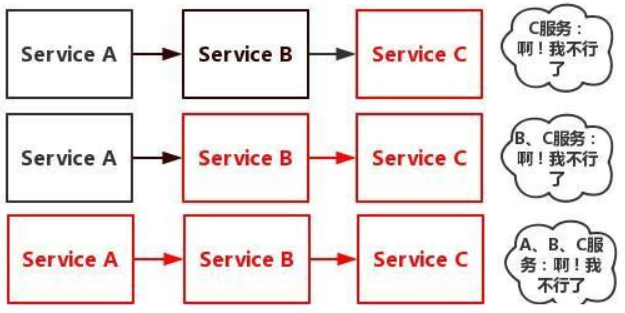 Service A
Service B
Service C
C服务：
啊！我不行
了
Service A
Service B
Service C
B、C服务：
啊！我不行
了
Service A
Service B
Service C
A、B、C服
务：啊！我
不行了